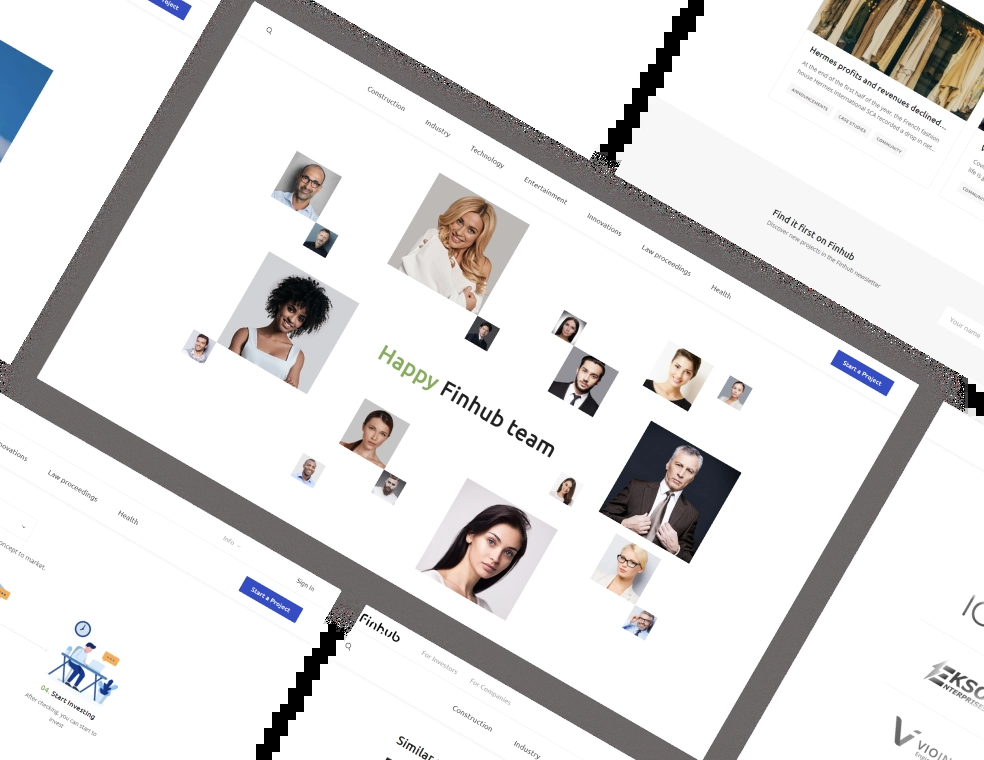 Project
Construction
Industry
Technology
Entertainment
Innovations
Law proceedings
Health
Start a Project
Happy Finhub team
Hermes profits and revenues declined...
At the end of the first half of the year, the French fashion
house Hermes International SCA recorded a drop in net...
ANNOUNCEMENTS
CASE STUDIES
COMMUNITY
life is
COMMUNITY
Find it first on Finhub
Discover new projects in the Finhub newsletter
Your name
Law proceedings
Health
Info
Sign in
Start a Project
concept to market.
04. Start Investing
after checking, you can start to
invest
Finhub
For Investors
For Companies
Construction
Industry
Similar
EKSO
ENTERPRISES
VIOIN